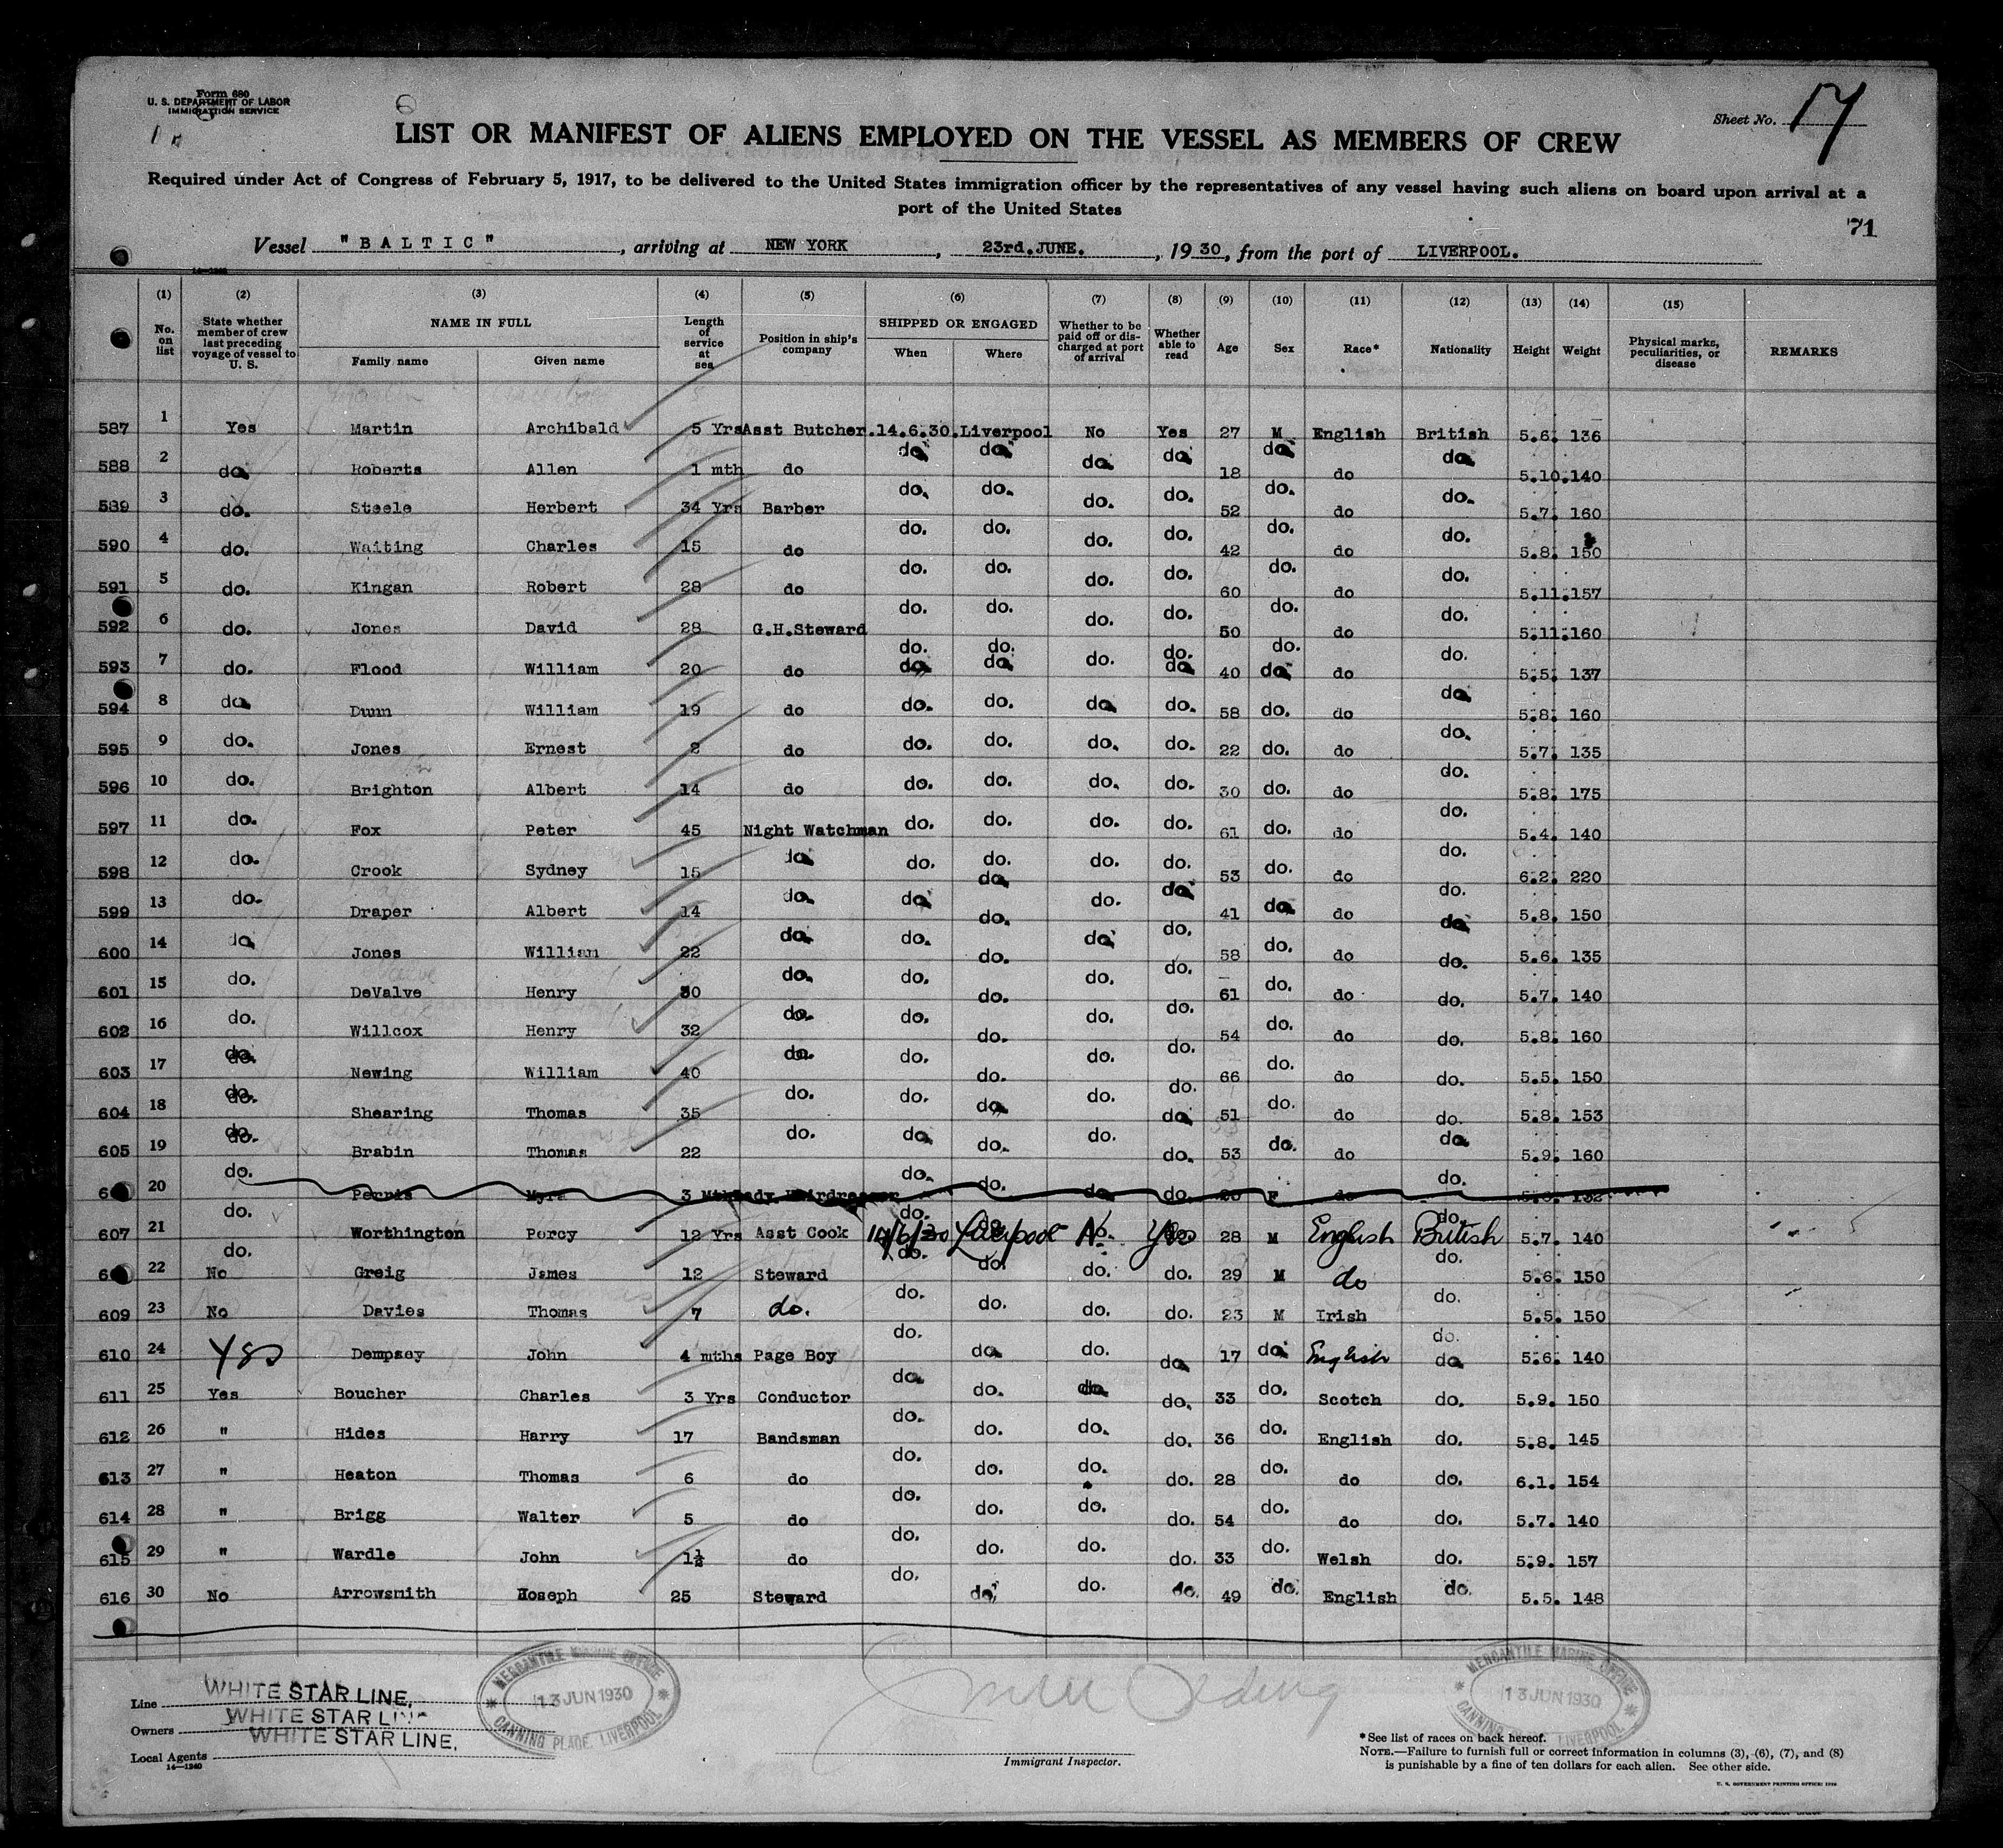 Form 680
U. S. DEPARTMENT OF LABOR
IMMIGRATION SERVICE
Sheet No. 17
LIST OR MANIFEST OF ALIENS EMPLOYED ON THE VESSEL AS MEMBERS OF CREW
Required under Act of Congress of February 5, 1917, to be delivered to the United States immigration officer by the representatives of any vessel having such aliens on board upon arrival at a
port of the United States
71
Vessel "BALTIC", arriving at NEW YORK, 23rd.JUNE., 1930, from the port of LIVERPOOL.
14—1240
(1) (2) (3) (4) (5) (6) (7) (8) (9) (10) (11) (12) (13) (14) (15)
No. on list State whether member of crew last preceding voyage of vessel to U. S. NAME IN FULL Family name Given name Length of service at sea Position in ship's company SHIPPED OR ENGAGED When Where Whether to be paid off or discharged at port of arrival Whether able to read Age Sex Race* Nationality Height Weight Physical marks, peculiarities, or disease REMARKS
587 1 Yes Martin Archibald 5 Yrs Asst Butcher. 14.6.30. Liverpool No Yes 27 M English British 5.6. 136
588 2 do. Roberts Allen 1 mth do do. do. do. do. 18 do. do do. 5.10. 140
589 3 do. Steele Herbert 34 Yrs Barber do. do. do. do. 52 do. do do. 5.7. 160
590 4 do. Waiting Charles 15 do do. do. do. do. 42 do. do do. 5.8. 150
591 5 do. Kingan Robert 28 do do. do. do. do. 60 do. do do. 5.11. 157
592 6 do. Jones David 28 G.H.Steward do. do. do. do. 50 do. do do. 5.11. 160
593 7 do. Flood William 20 do do. do. do. do. 40 do. do do. 5.5. 137
594 8 do. Dunn William 19 do do. do. do. do. 58 do. do do. 5.8. 160
595 9 do. Jones Ernest 2 do do. do. do. do. 22 do. do do. 5.7. 135
596 10 do. Brighton Albert 14 do do. do. do. do. 30 do. do do. 5.8. 175
597 11 do. Fox Peter 45 Night Watchman do. do. do. do. 61 do. do do. 5.4. 140
598 12 do. Crook Sydney 15 do. do. do. do. do. 53 do. do do. 6.2. 220
599 13 do. Draper Albert 14 do. do. do. do. do. 41 do. do do. 5.8. 150
600 14 do. Jones William 22 do. do. do. do. do. 58 do. do do. 5.6. 135
601 15 do. DeValve Henry 30 do. do. do. do. do. 61 do. do do. 5.7. 140
602 16 do. Willcox Henry 32 do. do. do. do. do. 54 do. do do. 5.8. 160
603 17 do. Newing William 40 do. do. do. do. do. 66 do. do do. 5.5. 150
604 18 do. Shearing Thomas 35 do. do. do. do. do. 51 do. do do. 5.8. 153
605 19 do. Brabin Thomas 22 do. do. do. do. do. 53 do. do do. 5.9. 160
20 do. Myra 3 Mths Lady Hairdresser do. do. do. do. F do do. 132
607 21 do. Worthington Percy 12 Yrs Asst Cook 14/6/30 Liverpool No. Yes 28 M English British 5.7. 140
22 No Greig James 12 Steward do. do. do. do. 29 M do do. 5.6. 150
609 23 No Davies Thomas 7 do. do. do. do. do. 23 M Irish do. 5.5. 150
610 24 Yes Dempsey John 4 mths Page Boy do. do. do. do. 17 do. English do. 5.6. 140
611 25 Yes Boucher Charles 3 Yrs Conductor do. do. do. do. 33 do. Scotch do. 5.9. 150
612 26 " Hides Harry 17 Bandsman do. do. do. do. 36 do. English do. 5.8. 145
613 27 " Heaton Thomas 6 do do. do. do. do. 28 do. do do. 6.1. 154
614 28 " Brigg Walter 5 do do. do. do. do. 54 do. do do. 5.7. 140
615 29 " Wardle John 1½ do do. do. do. do. 33 do. Welsh do. 5.9. 157
616 30 No Arrowsmith Joseph 25 Steward do. do. do. do. 49 do. English do. 5.5. 148
Line WHITE STAR LINE.
Owners WHITE STAR LINE
Local Agents WHITE STAR LINE.
14—1240
MERCANTILE MARINE OFFICE
13 JUN 1930
CANNING PLACE, LIVERPOOL
Immigrant Inspector.
MERCANTILE MARINE OFFICE
13 JUN 1930
CANNING PLACE, LIVERPOOL
*See list of races on back hereof.
NOTE.—Failure to furnish full or correct information in columns (3), (6), (7), and (8)
is punishable by a fine of ten dollars for each alien. See other side.
U. S. GOVERNMENT PRINTING OFFICE: 1929